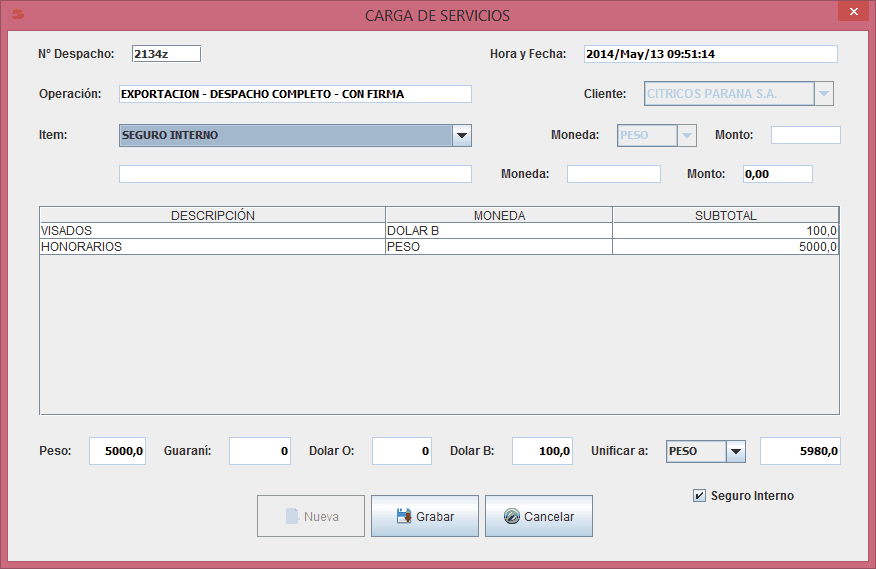 CARGA DE SERVICIOS
N° Despacho: 2134z Hora y Fecha: 2014/May/13 09:51:14
Operación: EXPORTACION - DESPACHO COMPLETO - CON FIRMA Cliente: CITRICOS PARANA S.A.
Item: SEGURO INTERNO Moneda: PESO Monto:
Moneda: Monto: 0,00
DESCRIPCIÓN MONEDA SUBTOTAL
VISADOS DOLAR B 100,0
HONORARIOS PESO 5000,0
Peso: 5000,0 Guaraní: 0 Dolar O: 0 Dolar B: 100,0 Unificar a: PESO 5980,0
Seguro Interno
Nueva Grabar Cancelar